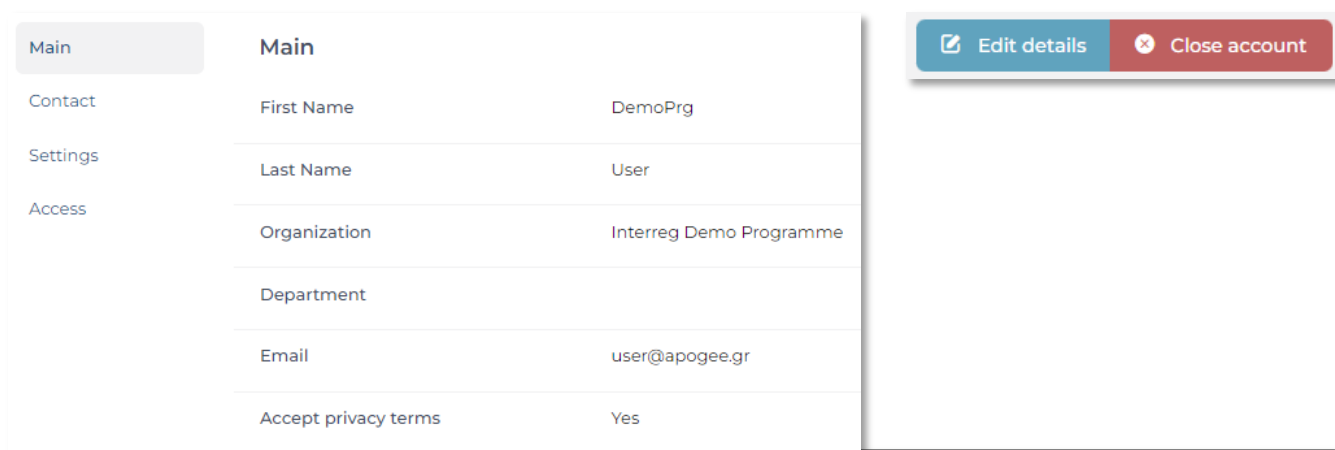 Main
Contact
Settings
Access
Main
First Name DemoPrg
Last Name User
Organization Interreg Demo Programme
Department
Email user@apogee.gr
Accept privacy terms Yes
Edit details Close account